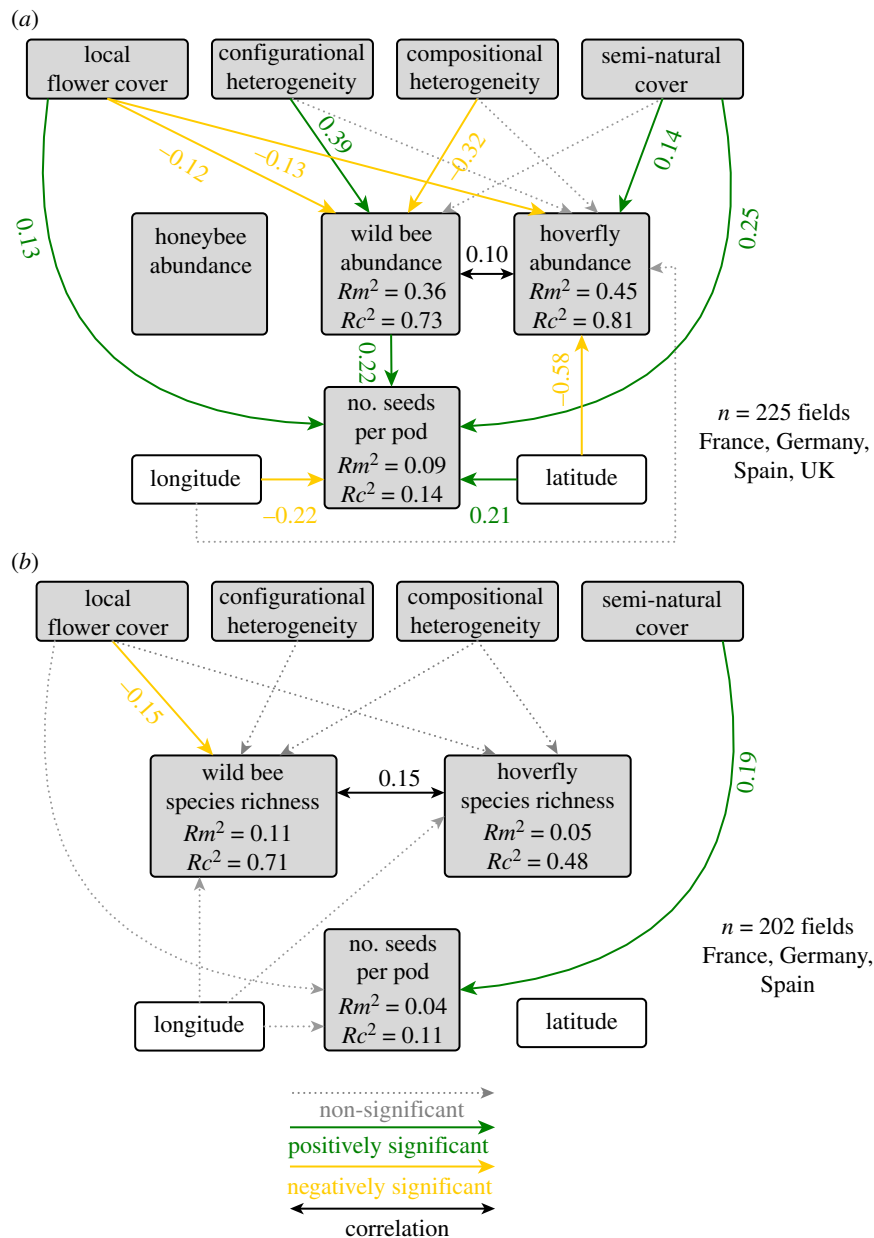 (a)
local
flower cover
configurational
heterogeneity
compositional
heterogeneity
semi-natural
cover
0.39
–0.32
0.14
–0.12
–0.13
0.13
0.25
honeybee
abundance
wild bee
abundance
Rm² = 0.36
Rc² = 0.73
0.10
hoverfly
abundance
Rm² = 0.45
Rc² = 0.81
0.22
–0.58
no. seeds
per pod
Rm² = 0.09
Rc² = 0.14
longitude
–0.22
latitude
0.21
n = 225 fields
France, Germany,
Spain, UK
(b)
local
flower cover
configurational
heterogeneity
compositional
heterogeneity
semi-natural
cover
–0.15
0.19
wild bee
species richness
Rm² = 0.11
Rc² = 0.71
0.15
hoverfly
species richness
Rm² = 0.05
Rc² = 0.48
no. seeds
per pod
Rm² = 0.04
Rc² = 0.11
longitude
latitude
n = 202 fields
France, Germany,
Spain
non-significant
positively significant
negatively significant
correlation